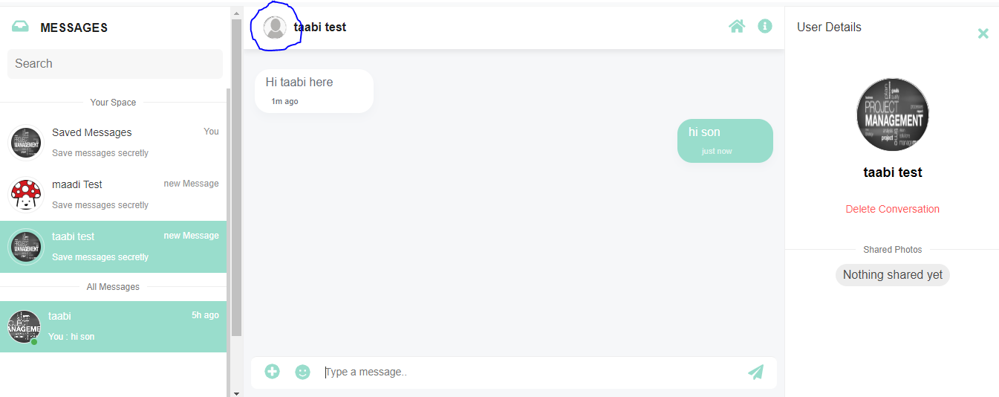 MESSAGES
Search
Your Space
Saved Messages
You
Save messages secretly
maadi Test
new Message
Save messages secretly
taabi test
new Message
Save messages secretly
All Messages
taabi
5h ago
You : hi son
taabi test
Hi taabi here
1m ago
hi son
just now
Type a message..
User Details
PROJECT
MANAGEMENT
taabi test
Delete Conversation
Shared Photos
Nothing shared yet